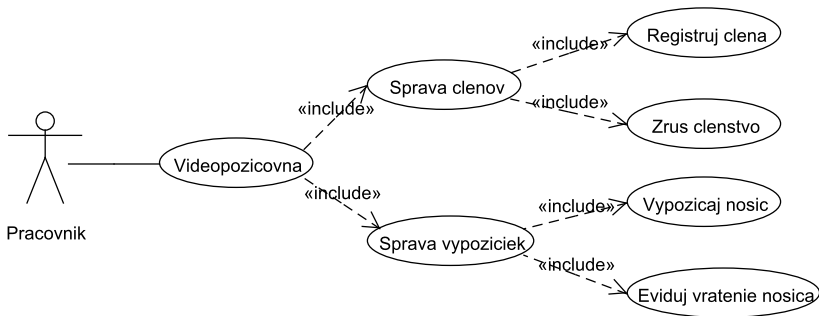 Registruj clena
«include»
Sprava clenov
«include»
«include»
Zrus clenstvo
Videopozicovna
Pracovnik
«include»
Vypozicaj nosic
«include»
Sprava vypoziciek
«include»
Eviduj vratenie nosica